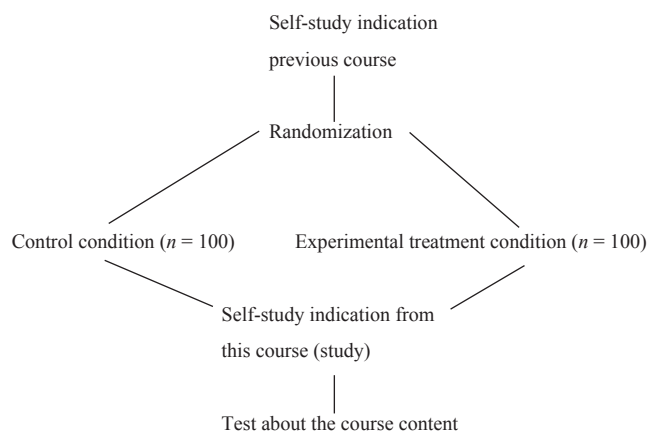 Self-study indication
previous course
Randomization
Control condition (n = 100)
Experimental treatment condition (n = 100)
Self-study indication from
this course (study)
Test about the course content